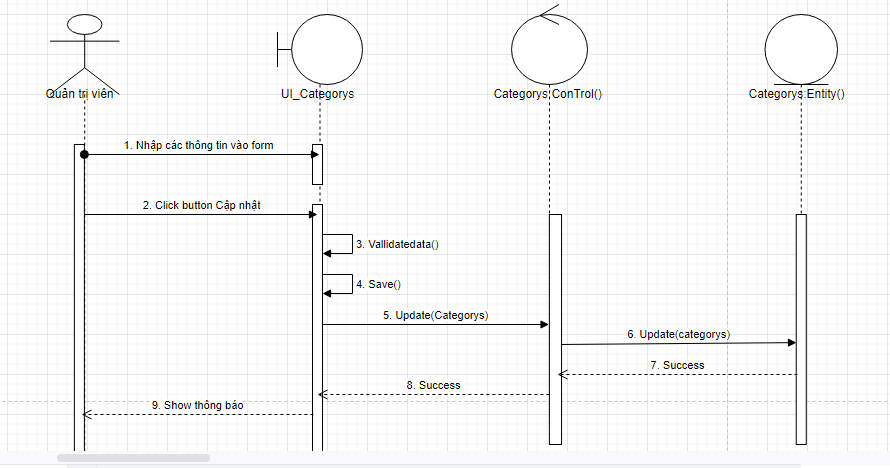 Quản trị viên
UI_Categorys
Categorys:ConTrol()
Categorys:Entity()
1. Nhập các thông tin vào form
2. Click button Cập nhật
3. Vallidatedata()
4. Save()
5. Update(Categorys)
6. Update(categorys)
7. Success
8. Success
9. Show thông báo